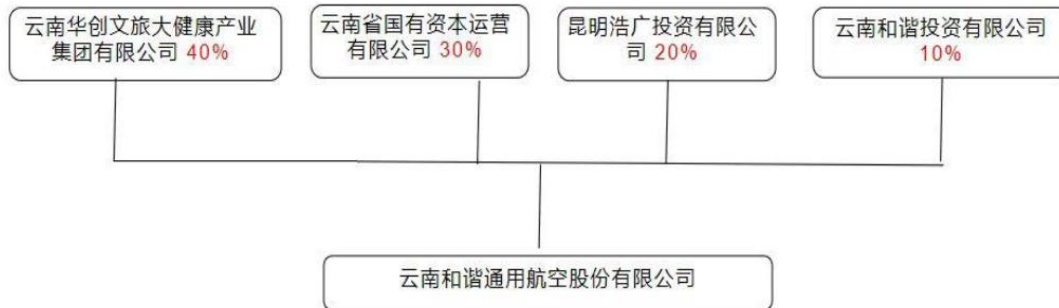 云南华创文旅大健康产业
集团有限公司 40%
云南省国有资本运营
有限公司 30%
昆明浩广投资有限公
司 20%
云南和谐投资有限公司
10%
云南和谐通用航空股份有限公司